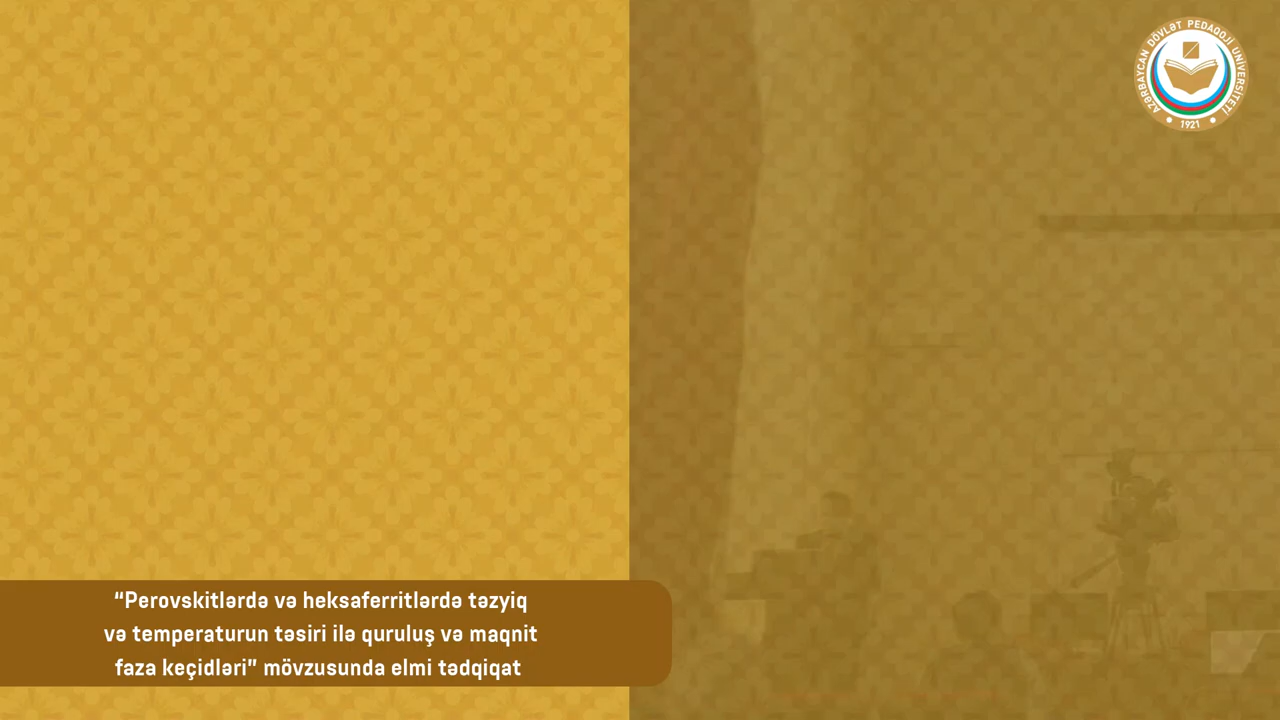 AZƏRBAYCAN DÖVLƏT PEDAQOJİ UNİVERSİTETİ
1921
“Perovskitlərdə və heksaferritlərdə təzyiq
və temperaturun təsiri ilə quruluş və maqnit
faza keçidləri” mövzusunda elmi tədqiqat